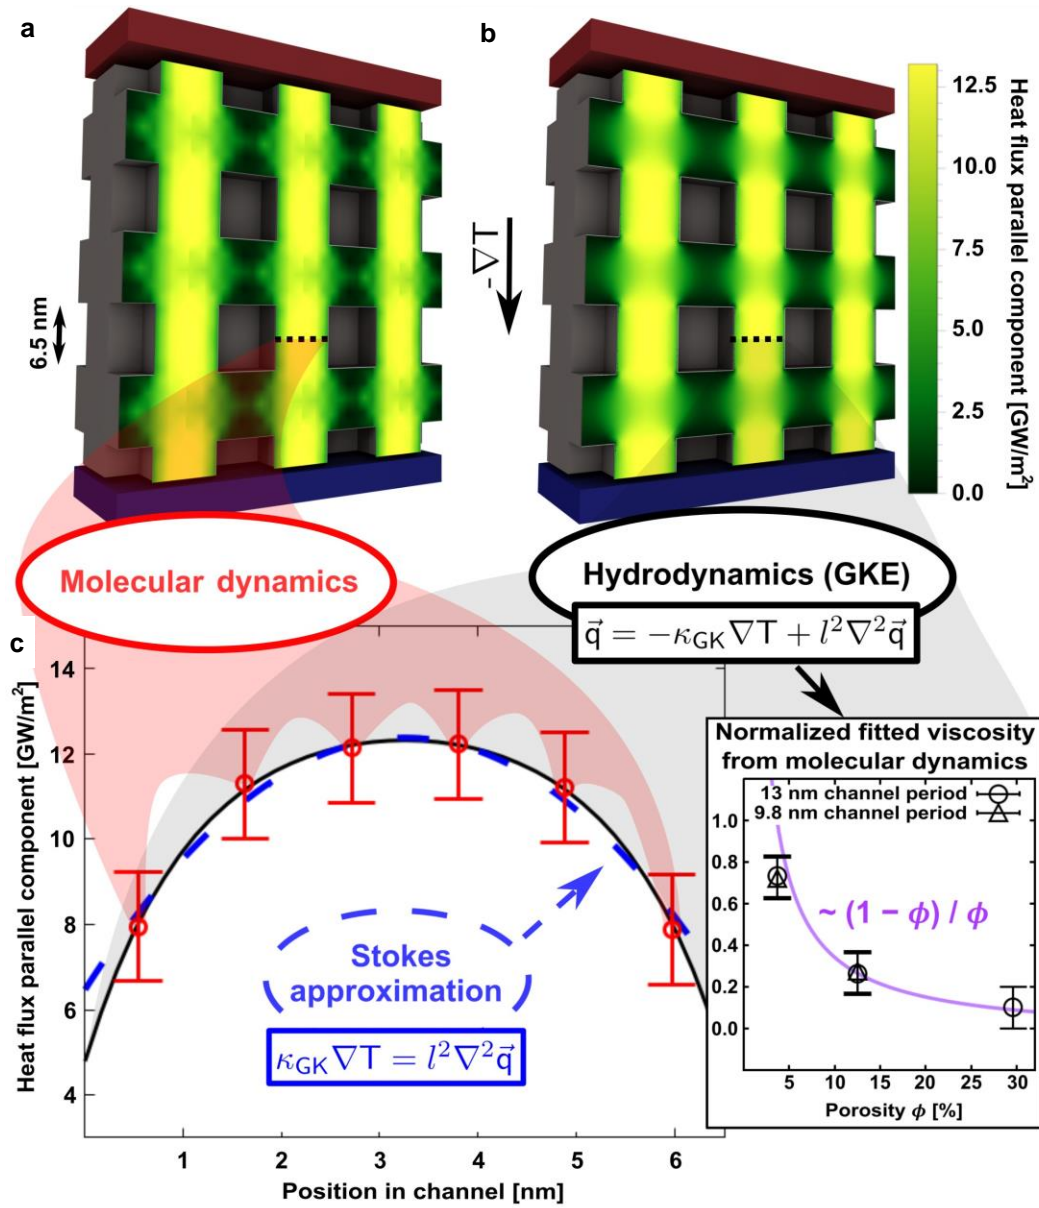 a
b
12.5
10.0
7.5
5.0
2.5
0.0
Heat flux parallel component [GW/m²]
-∇T
6.5 nm
Molecular dynamics
Hydrodynamics (GKE)
q⃗ = −κ_GK ∇T + l²∇²q⃗
c
14
12
10
8
6
4
Heat flux parallel component [GW/m²]
1
2
3
4
5
6
Position in channel [nm]
Stokes
approximation
κ_GK ∇T = l²∇²q⃗
Normalized fitted viscosity
from molecular dynamics
13 nm channel period
9.8 nm channel period
1.0
0.8
0.6
0.4
0.2
0.0
~ (1 − ϕ) / ϕ
5
10
15
20
25
30
Porosity ϕ [%]